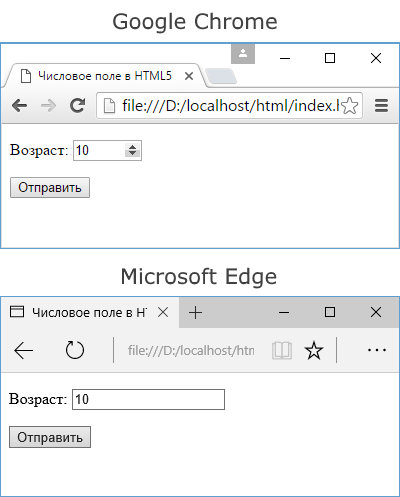 Google Chrome
Числовое поле в HTML5
file:///D:/localhost/html/index.h
Возраст: 10
Отправить
Microsoft Edge
Числовое поле в HT
file:///D:/localhost/htm
Возраст: 10
Отправить